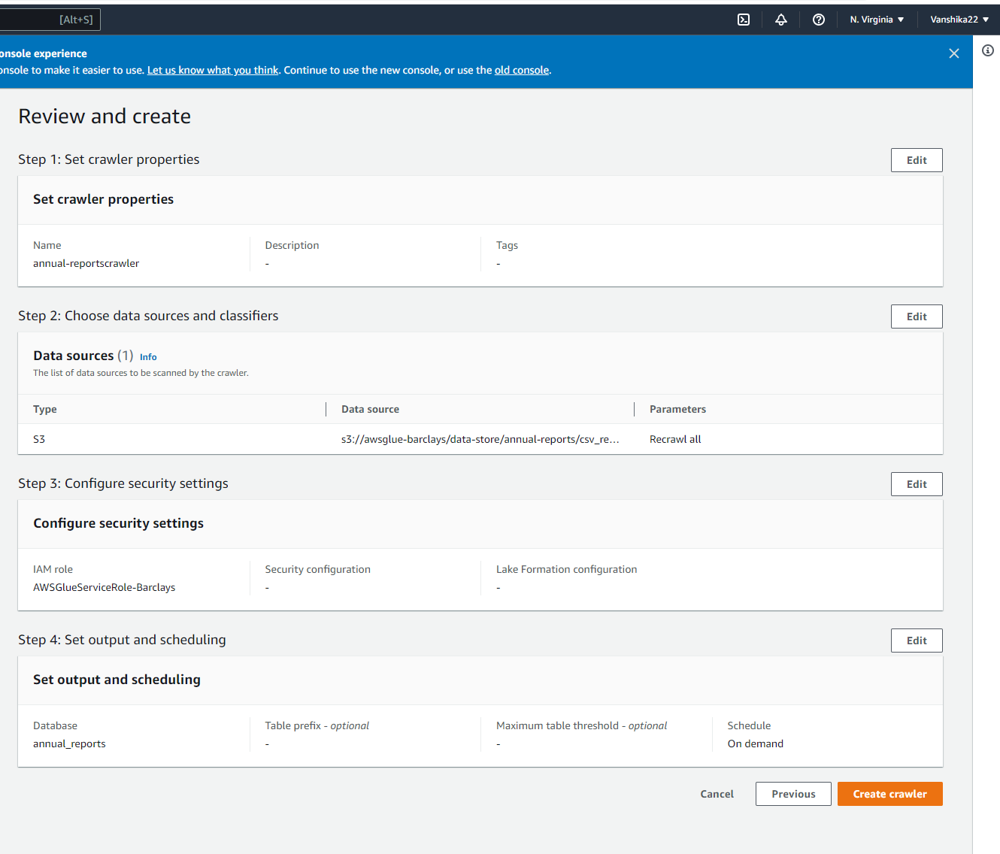 [Alt+S]
N. Virginia
Vanshika22
onsole experience
onsole to make it easier to use. Let us know what you think. Continue to use the new console, or use the old console.
Review and create
Step 1: Set crawler properties
Edit
Set crawler properties
Name
Description
Tags
annual-reportscrawler
-
-
Step 2: Choose data sources and classifiers
Edit
Data sources (1) Info
The list of data sources to be scanned by the crawler.
Type
Data source
Parameters
S3
s3://awsglue-barclays/data-store/annual-reports/csv_re...
Recrawl all
Step 3: Configure security settings
Edit
Configure security settings
IAM role
Security configuration
Lake Formation configuration
AWSGlueServiceRole-Barclays
-
-
Step 4: Set output and scheduling
Edit
Set output and scheduling
Database
Table prefix - optional
Maximum table threshold - optional
Schedule
annual_reports
-
-
On demand
Cancel
Previous
Create crawler